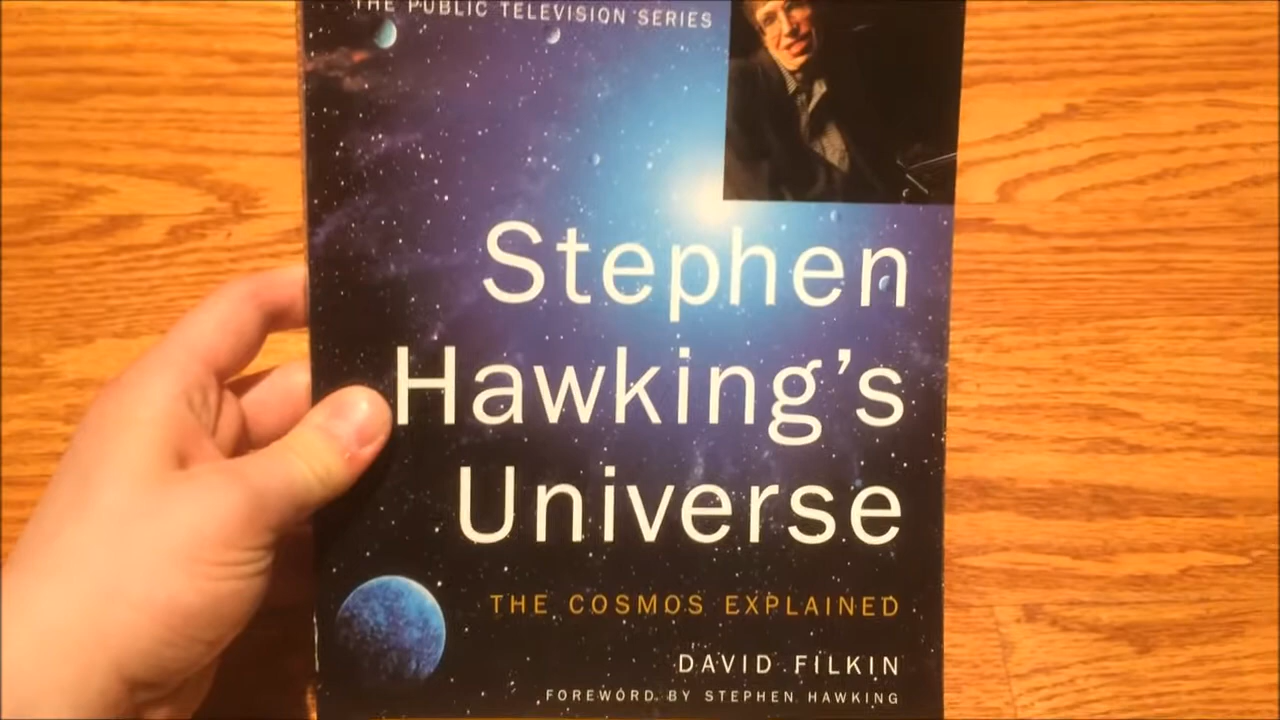 THE PUBLIC TELEVISION SERIES
Stephen
Hawking's
Universe
THE COSMOS EXPLAINED
DAVID FILKIN
FOREWORD BY STEPHEN HAWKING